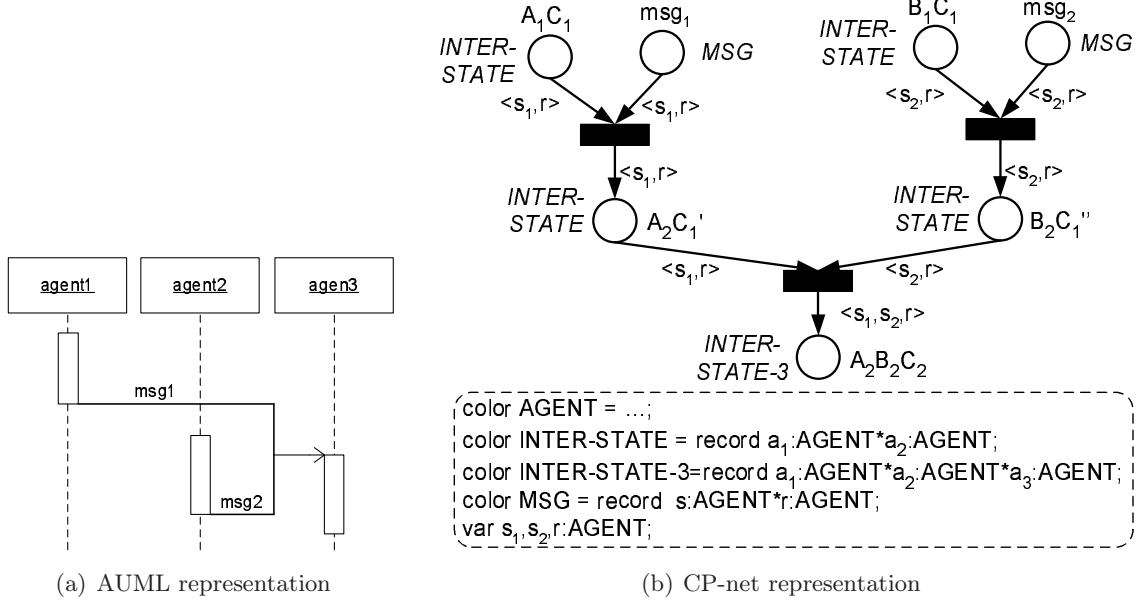 agent1
agent2
agen3
msg1
msg2
(a) AUML representation
A₁C₁
msg₁
B₁C₁
msg₂
INTER-
STATE
MSG
INTER-
STATE
MSG
<s₁,r>
<s₁,r>
<s₂,r>
<s₂,r>
<s₁,r>
<s₂,r>
INTER-
STATE
A₂C₁'
INTER-
STATE
B₂C₁''
<s₁,r>
<s₂,r>
<s₁,s₂,r>
INTER-
STATE-3
A₂B₂C₂
color AGENT = ...;
color INTER-STATE = record a₁:AGENT*a₂:AGENT;
color INTER-STATE-3=record a₁:AGENT*a₂:AGENT*a₃:AGENT;
color MSG = record s:AGENT*r:AGENT;
var s₁,s₂,r:AGENT;
(b) CP-net representation